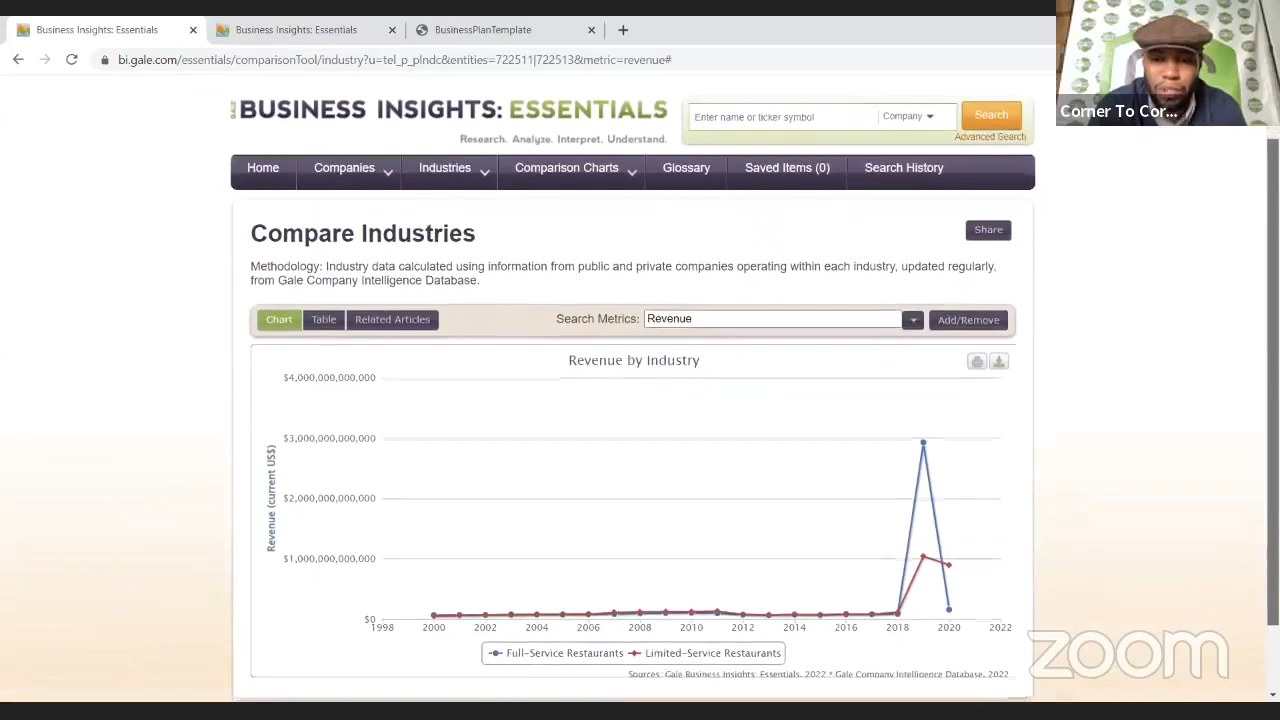 Business Insights: Essentials
Business Insights: Essentials
BusinessPlanTemplate
bi.gale.com/essentials/comparisonTool/industry?u=tel_p_plndc&entities=722511|722513&metric=revenue#
Corner To Cor...
GALE BUSINESS INSIGHTS: ESSENTIALS
Research. Analyze. Interpret. Understand.
Enter name or ticker symbol
Company
Search
Advanced Search
Home
Companies
Industries
Comparison Charts
Glossary
Saved Items (0)
Search History
Compare Industries
Share
Methodology: Industry data calculated using information from public and private companies operating within each industry, updated regularly,
from Gale Company Intelligence Database.
Chart
Table
Related Articles
Search Metrics:
Revenue
Add/Remove
Revenue by Industry
$4,000,000,000,000
$3,000,000,000,000
$2,000,000,000,000
$1,000,000,000,000
$0
Revenue (current US$)
1998 2000 2002 2004 2006 2008 2010 2012 2014 2016 2018 2020 2022
Full-Service Restaurants Limited-Service Restaurants
Sources: Gale Business Insights: Essentials, 2022 * Gale Company Intelligence Database, 2022
zoom